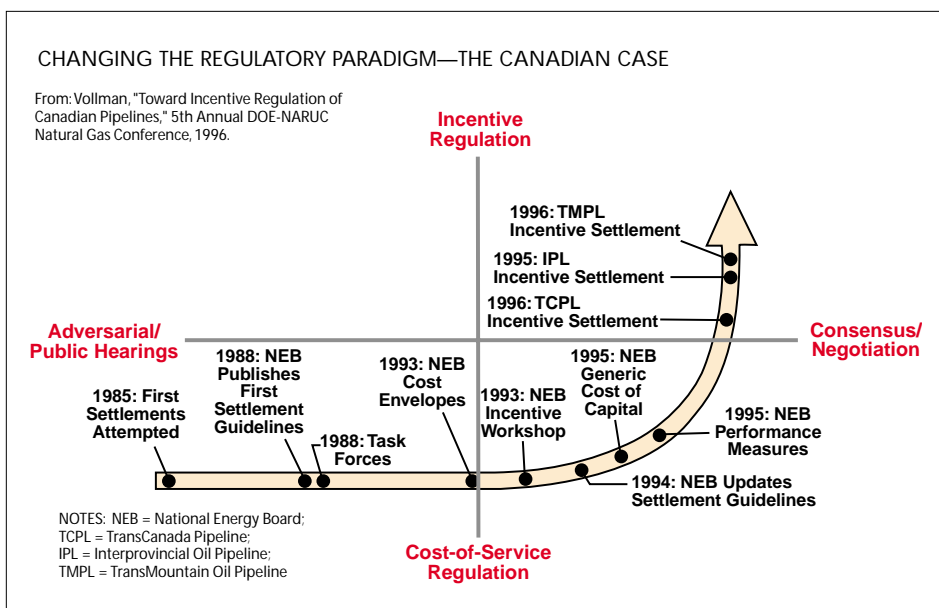 CHANGING THE REGULATORY PARADIGM—THE CANADIAN CASE
From: Vollman, "Toward Incentive Regulation of
Canadian Pipelines," 5th Annual DOE-NARUC
Natural Gas Conference, 1996.
Incentive
Regulation
1996: TMPL
Incentive Settlement
1995: IPL
Incentive Settlement
1996: TCPL
Incentive Settlement
Adversarial/
Public Hearings
Consensus/
Negotiation
1985: First
Settlements
Attempted
1988: NEB
Publishes
First
Settlement
Guidelines
1988: Task
Forces
1993: NEB
Cost
Envelopes
1993: NEB
Incentive
Workshop
1995: NEB
Generic
Cost of
Capital
1995: NEB
Performance
Measures
1994: NEB Updates
Settlement Guidelines
NOTES: NEB = National Energy Board;
TCPL = TransCanada Pipeline;
IPL = Interprovincial Oil Pipeline;
TMPL = TransMountain Oil Pipeline
Cost-of-Service
Regulation